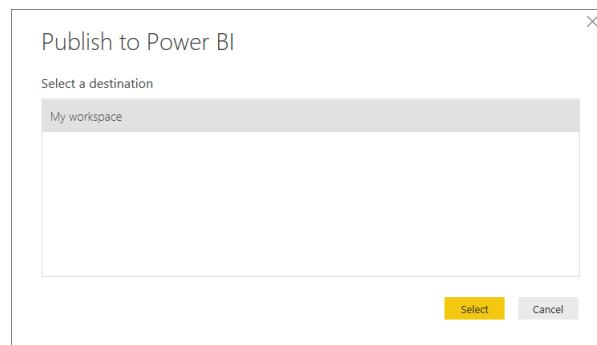 Publish to Power BI
Select a destination
My workspace
Select Cancel